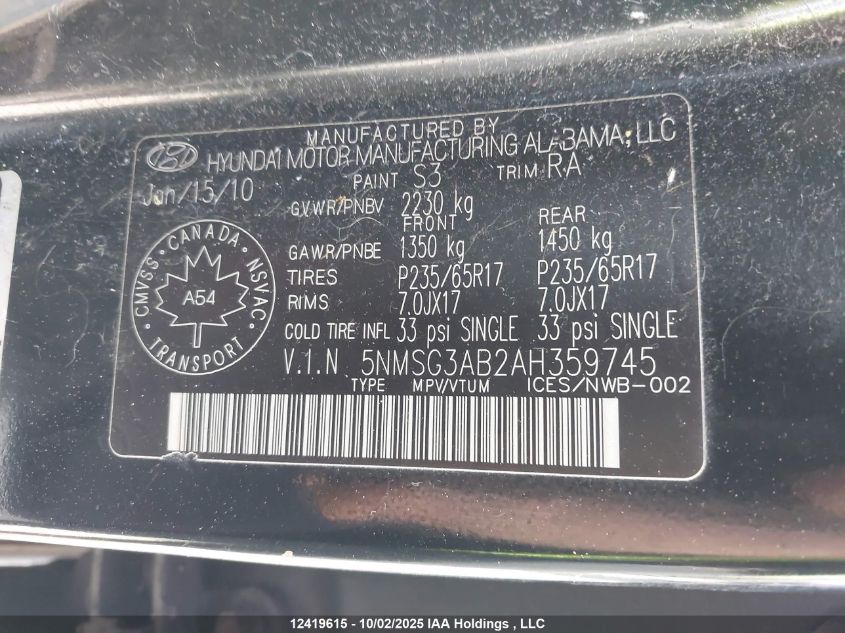 MANUFACTURED BY
HYUNDAI MOTOR MANUFACTURING ALABAMA, LLC
Jan/15/10 PAINT S3 TRIM RA
GVWR/PNBV 2230 kg
FRONT REAR
GAWR/PNBE 1350 kg 1450 kg
TIRES P235/65R17 P235/65R17
RIMS 7.0JX17 7.0JX17
COLD TIRE INFL 33 psi SINGLE 33 psi SINGLE
V.I.N 5NMSG3AB2AH359745
TYPE MPV/VTUM ICES/NWB-002
CANADA
CMVSS NSVAC
A54
TRANSPORT
12419615 - 10/02/2025 IAA Holdings , LLC